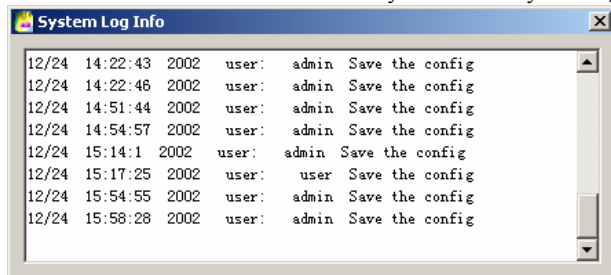 System Log Info
12/24 14:22:43 2002 user: admin Save the config
12/24 14:22:46 2002 user: admin Save the config
12/24 14:51:44 2002 user: admin Save the config
12/24 14:54:57 2002 user: admin Save the config
12/24 15:14:1 2002 user: admin Save the config
12/24 15:17:25 2002 user: user Save the config
12/24 15:54:55 2002 user: admin Save the config
12/24 15:58:28 2002 user: admin Save the config